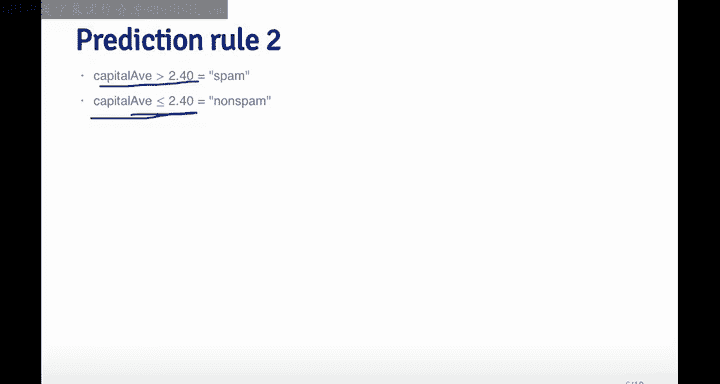 Prediction rule 2
· capitalAve > 2.40 = "spam"
· capitalAve ≤ 2.40 = "nonspam"